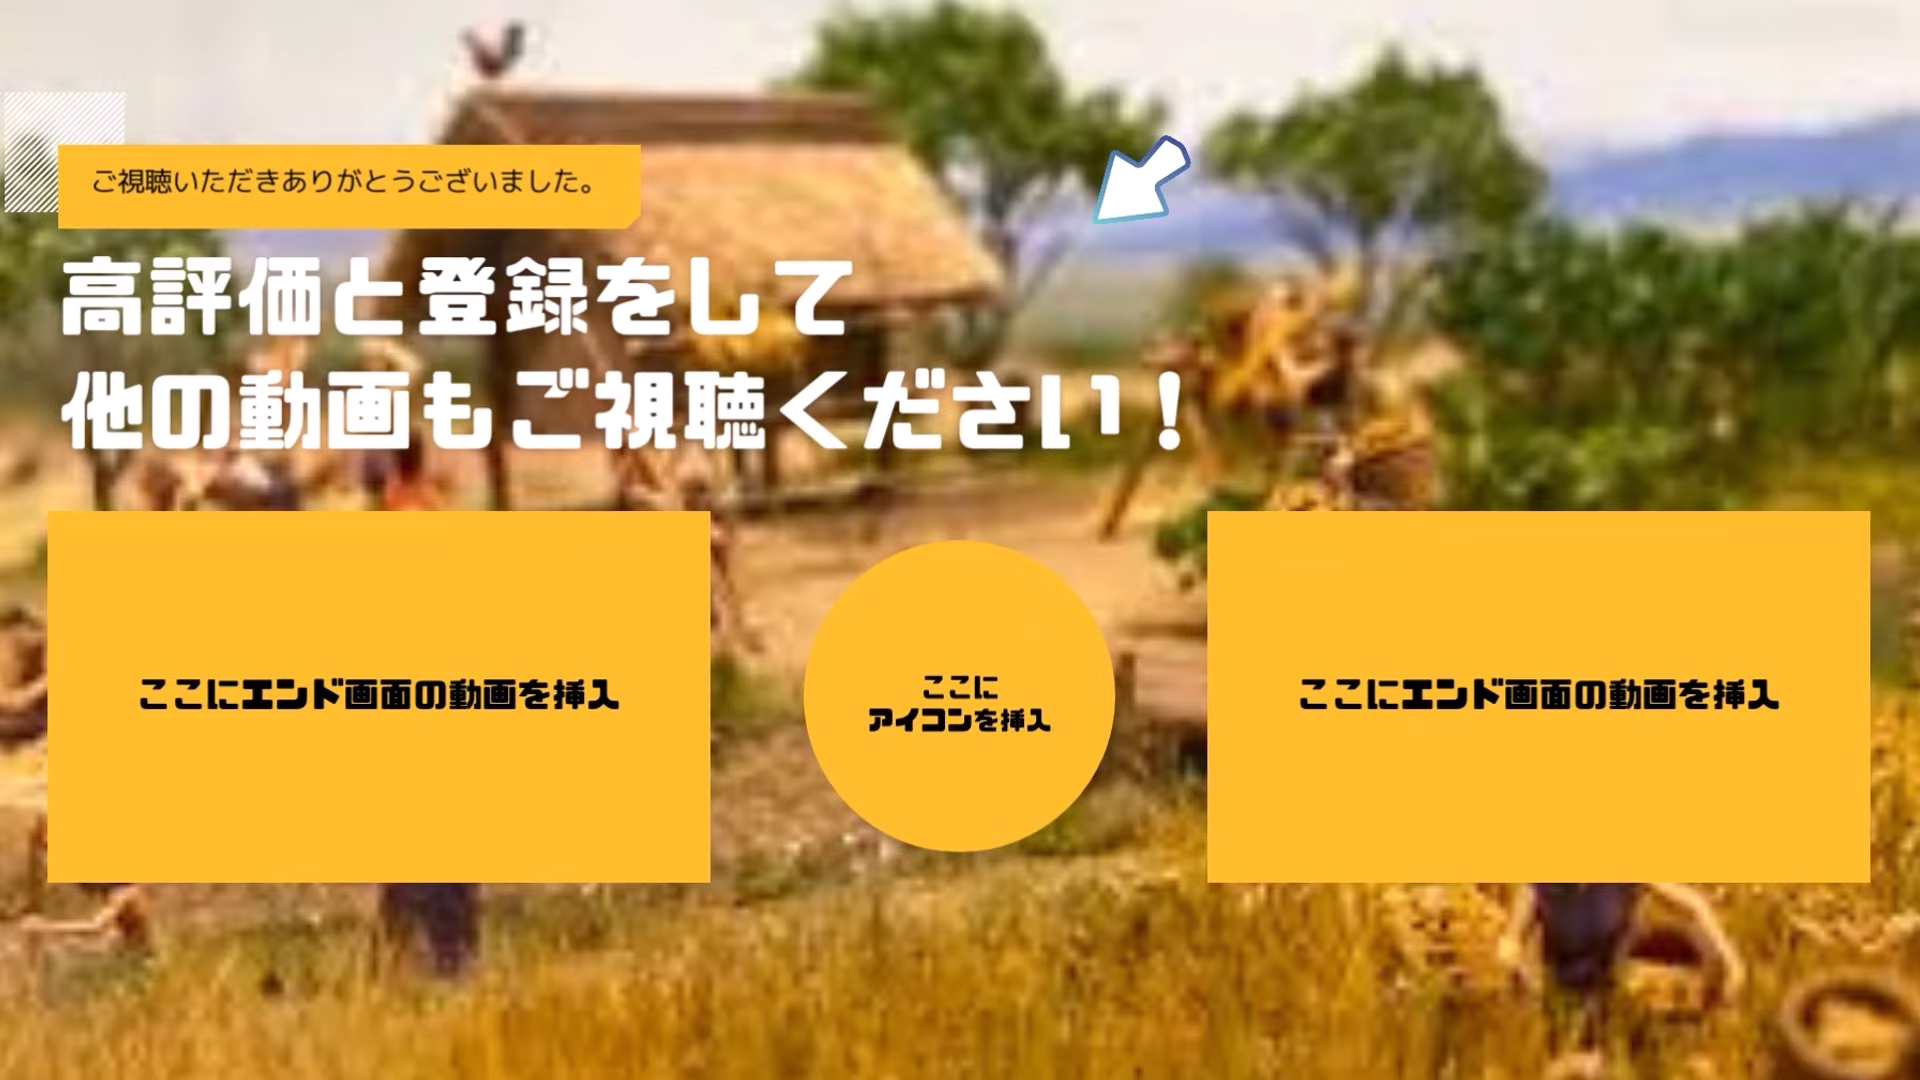 ご視聴いただきありがとうございました。
高評価と登録をして
他の動画もご視聴ください!
ここにエンド画面の動画を挿入
ここに
アイコンを挿入
ここにエンド画面の動画を挿入